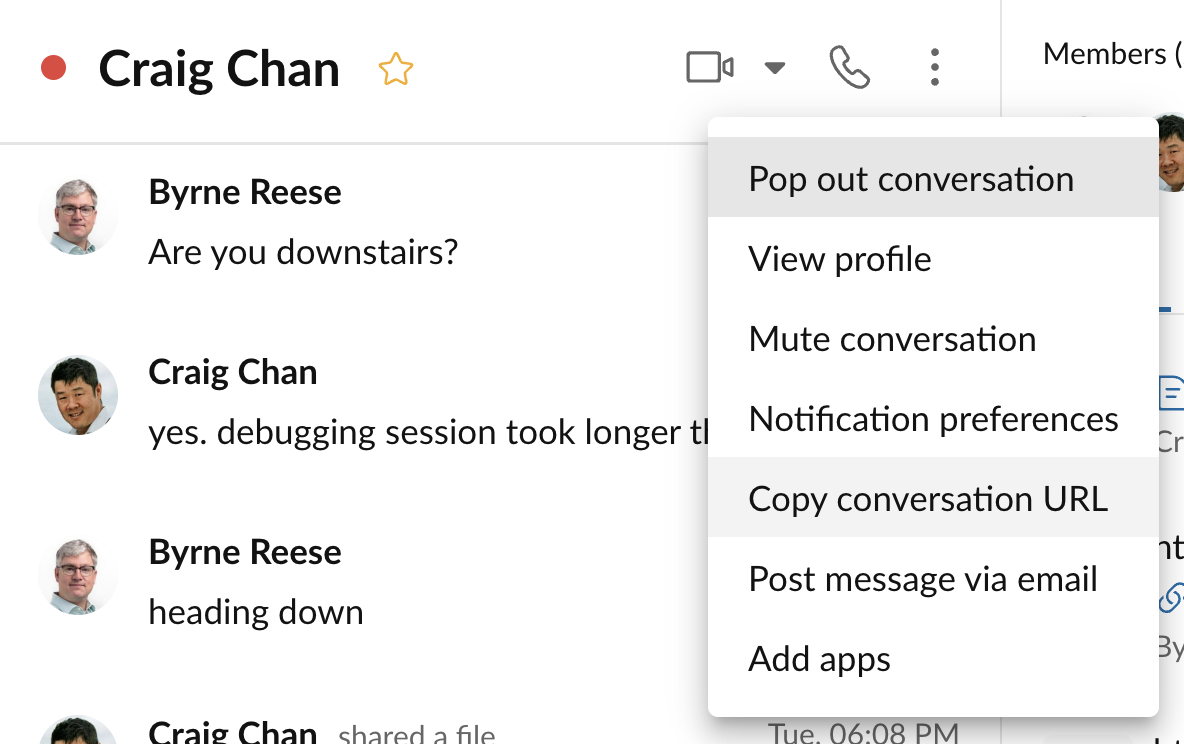 Craig Chan
Members (
Pop out conversation
View profile
Mute conversation
Notification preferences
Copy conversation URL
Post message via email
Add apps
Byrne Reese
Are you downstairs?
Craig Chan
yes. debugging session took longer
Byrne Reese
heading down
Craig Chan shared a file Tue, 06:08 PM
Cr
By